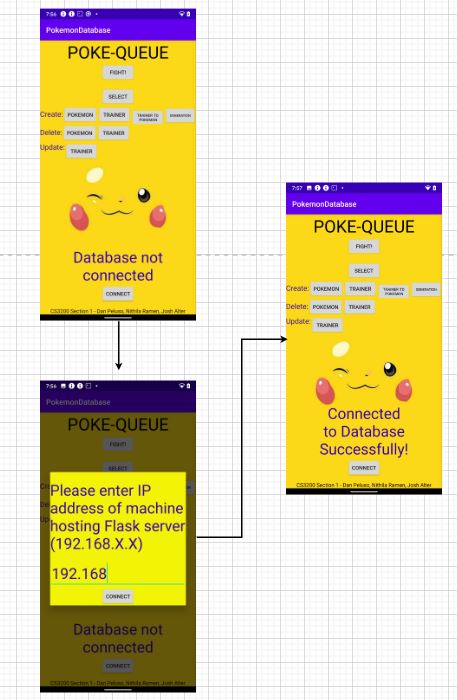 7:56
PokemonDatabase
POKE-QUEUE
FIGHT!
SELECT
Create: POKEMON TRAINER TRAINER TO POKEMON GENERATION
Delete: POKEMON TRAINER
Update: TRAINER
Database not
connected
CONNECT
CS3200 Section 1 - Dan Peluso, Nithila Ramen, Josh Alter
7:56
PokemonDatabase
POKE-QUEUE
FIGHT!
SELECT
Please enter IP
address of machine
hosting Flask server
(192.168.X.X)
192.168
CONNECT
Database not
connected
CONNECT
CS3200 Section 1 - Dan Peluso, Nithila Ramen, Josh Alter
7:57
PokemonDatabase
POKE-QUEUE
FIGHT!
SELECT
Create: POKEMON TRAINER TRAINER TO POKEMON GENERATION
Delete: POKEMON TRAINER
Update: TRAINER
Connected
to Database
Successfully!
CONNECT
CS3200 Section 1 - Dan Peluso, Nithila Ramen, Josh Alter